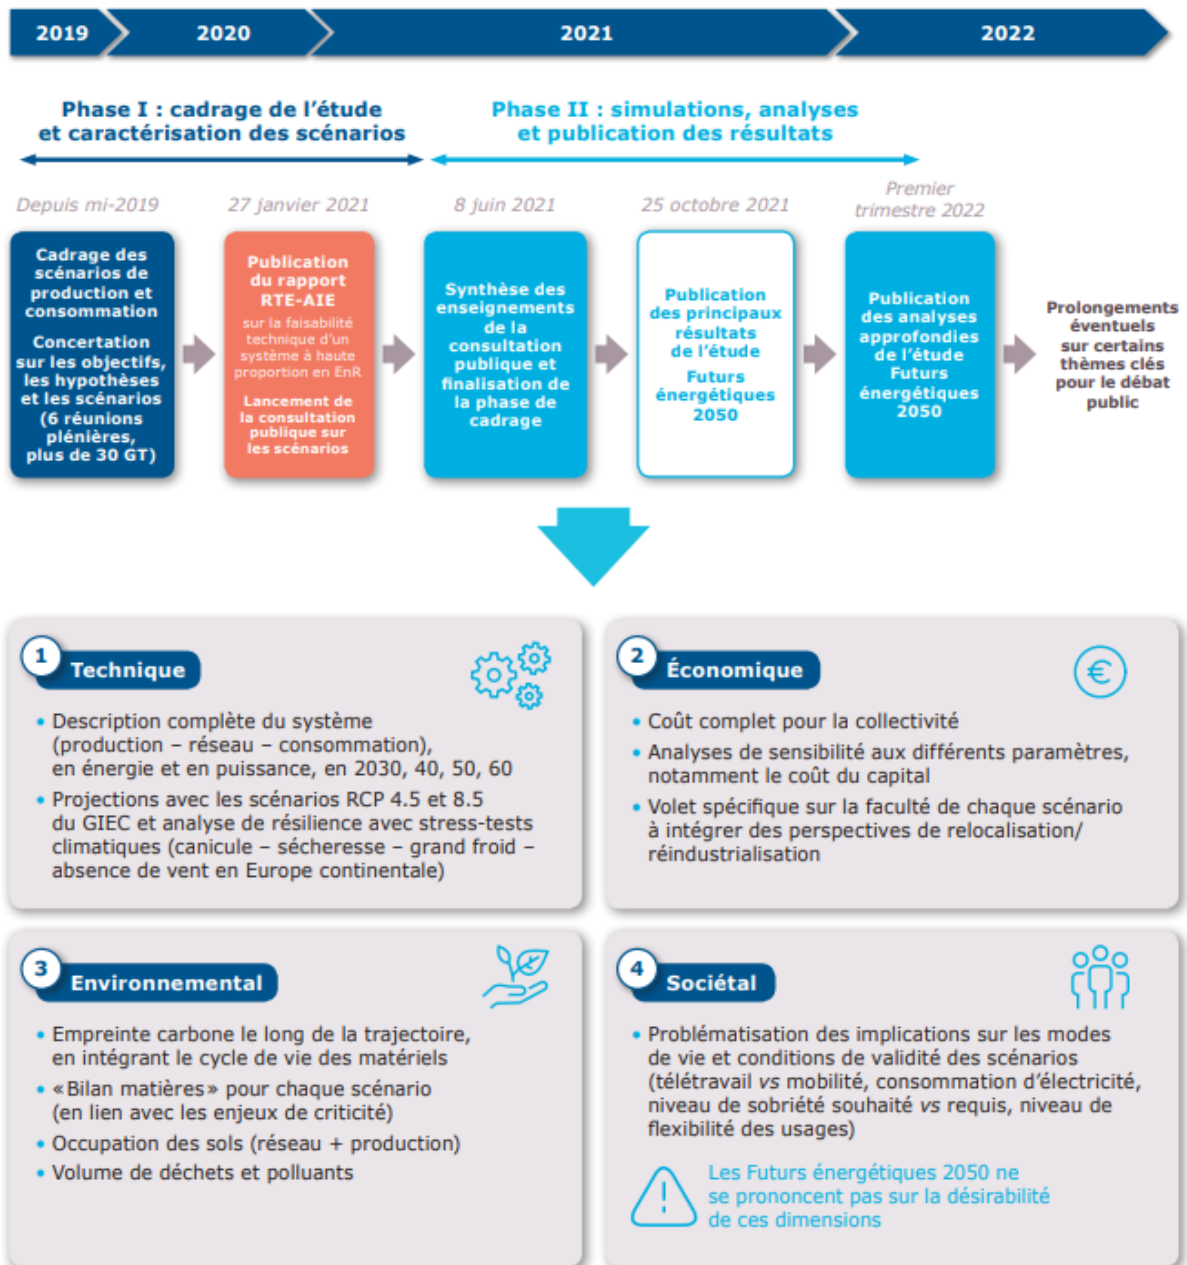 2019
2020
2021
2022
Phase I : cadrage de l'étude
et caractérisation des scénarios
Phase II : simulations, analyses
et publication des résultats
Depuis mi-2019
27 janvier 2021
8 juin 2021
25 octobre 2021
Premier
trimestre 2022
Cadrage des
scénarios de
production et
consommation
Concertation
sur les objectifs,
les hypothèses
et les scénarios
(6 réunions
plénières,
plus de 30 GT)
Publication
du rapport
RTE-AIE
sur la faisabilité
technique d'un
système à haute
proportion en EnR
Lancement de
la consultation
publique sur
les scénarios
Synthèse des
enseignements
de la
consultation
publique et
finalisation de
la phase de
cadrage
Publication
des principaux
résultats
de l'étude
Futurs
énergétiques
2050
Publication
des analyses
approfondies
de l'étude
Futurs
énergétiques
2050
Prolongements
éventuels
sur certains
thèmes clés
pour le débat
public
1
Technique
• Description complète du système
(production – réseau – consommation),
en énergie et en puissance, en 2030, 40, 50, 60
• Projections avec les scénarios RCP 4.5 et 8.5
du GIEC et analyse de résilience avec stress-tests
climatiques (canicule – sécheresse – grand froid –
absence de vent en Europe continentale)
2
Économique
€
• Coût complet pour la collectivité
• Analyses de sensibilité aux différents paramètres,
notamment le coût du capital
• Volet spécifique sur la faculté de chaque scénario
à intégrer des perspectives de relocalisation/
réindustrialisation
3
Environnemental
• Empreinte carbone le long de la trajectoire,
en intégrant le cycle de vie des matériels
• « Bilan matières » pour chaque scénario
(en lien avec les enjeux de criticité)
• Occupation des sols (réseau + production)
• Volume de déchets et polluants
4
Sociétal
• Problématisation des implications sur les modes
de vie et conditions de validité des scénarios
(télétravail vs mobilité, consommation d'électricité,
niveau de sobriété souhaité vs requis, niveau de
flexibilité des usages)
!
Les Futurs énergétiques 2050 ne
se prononcent pas sur la désirabilité
de ces dimensions